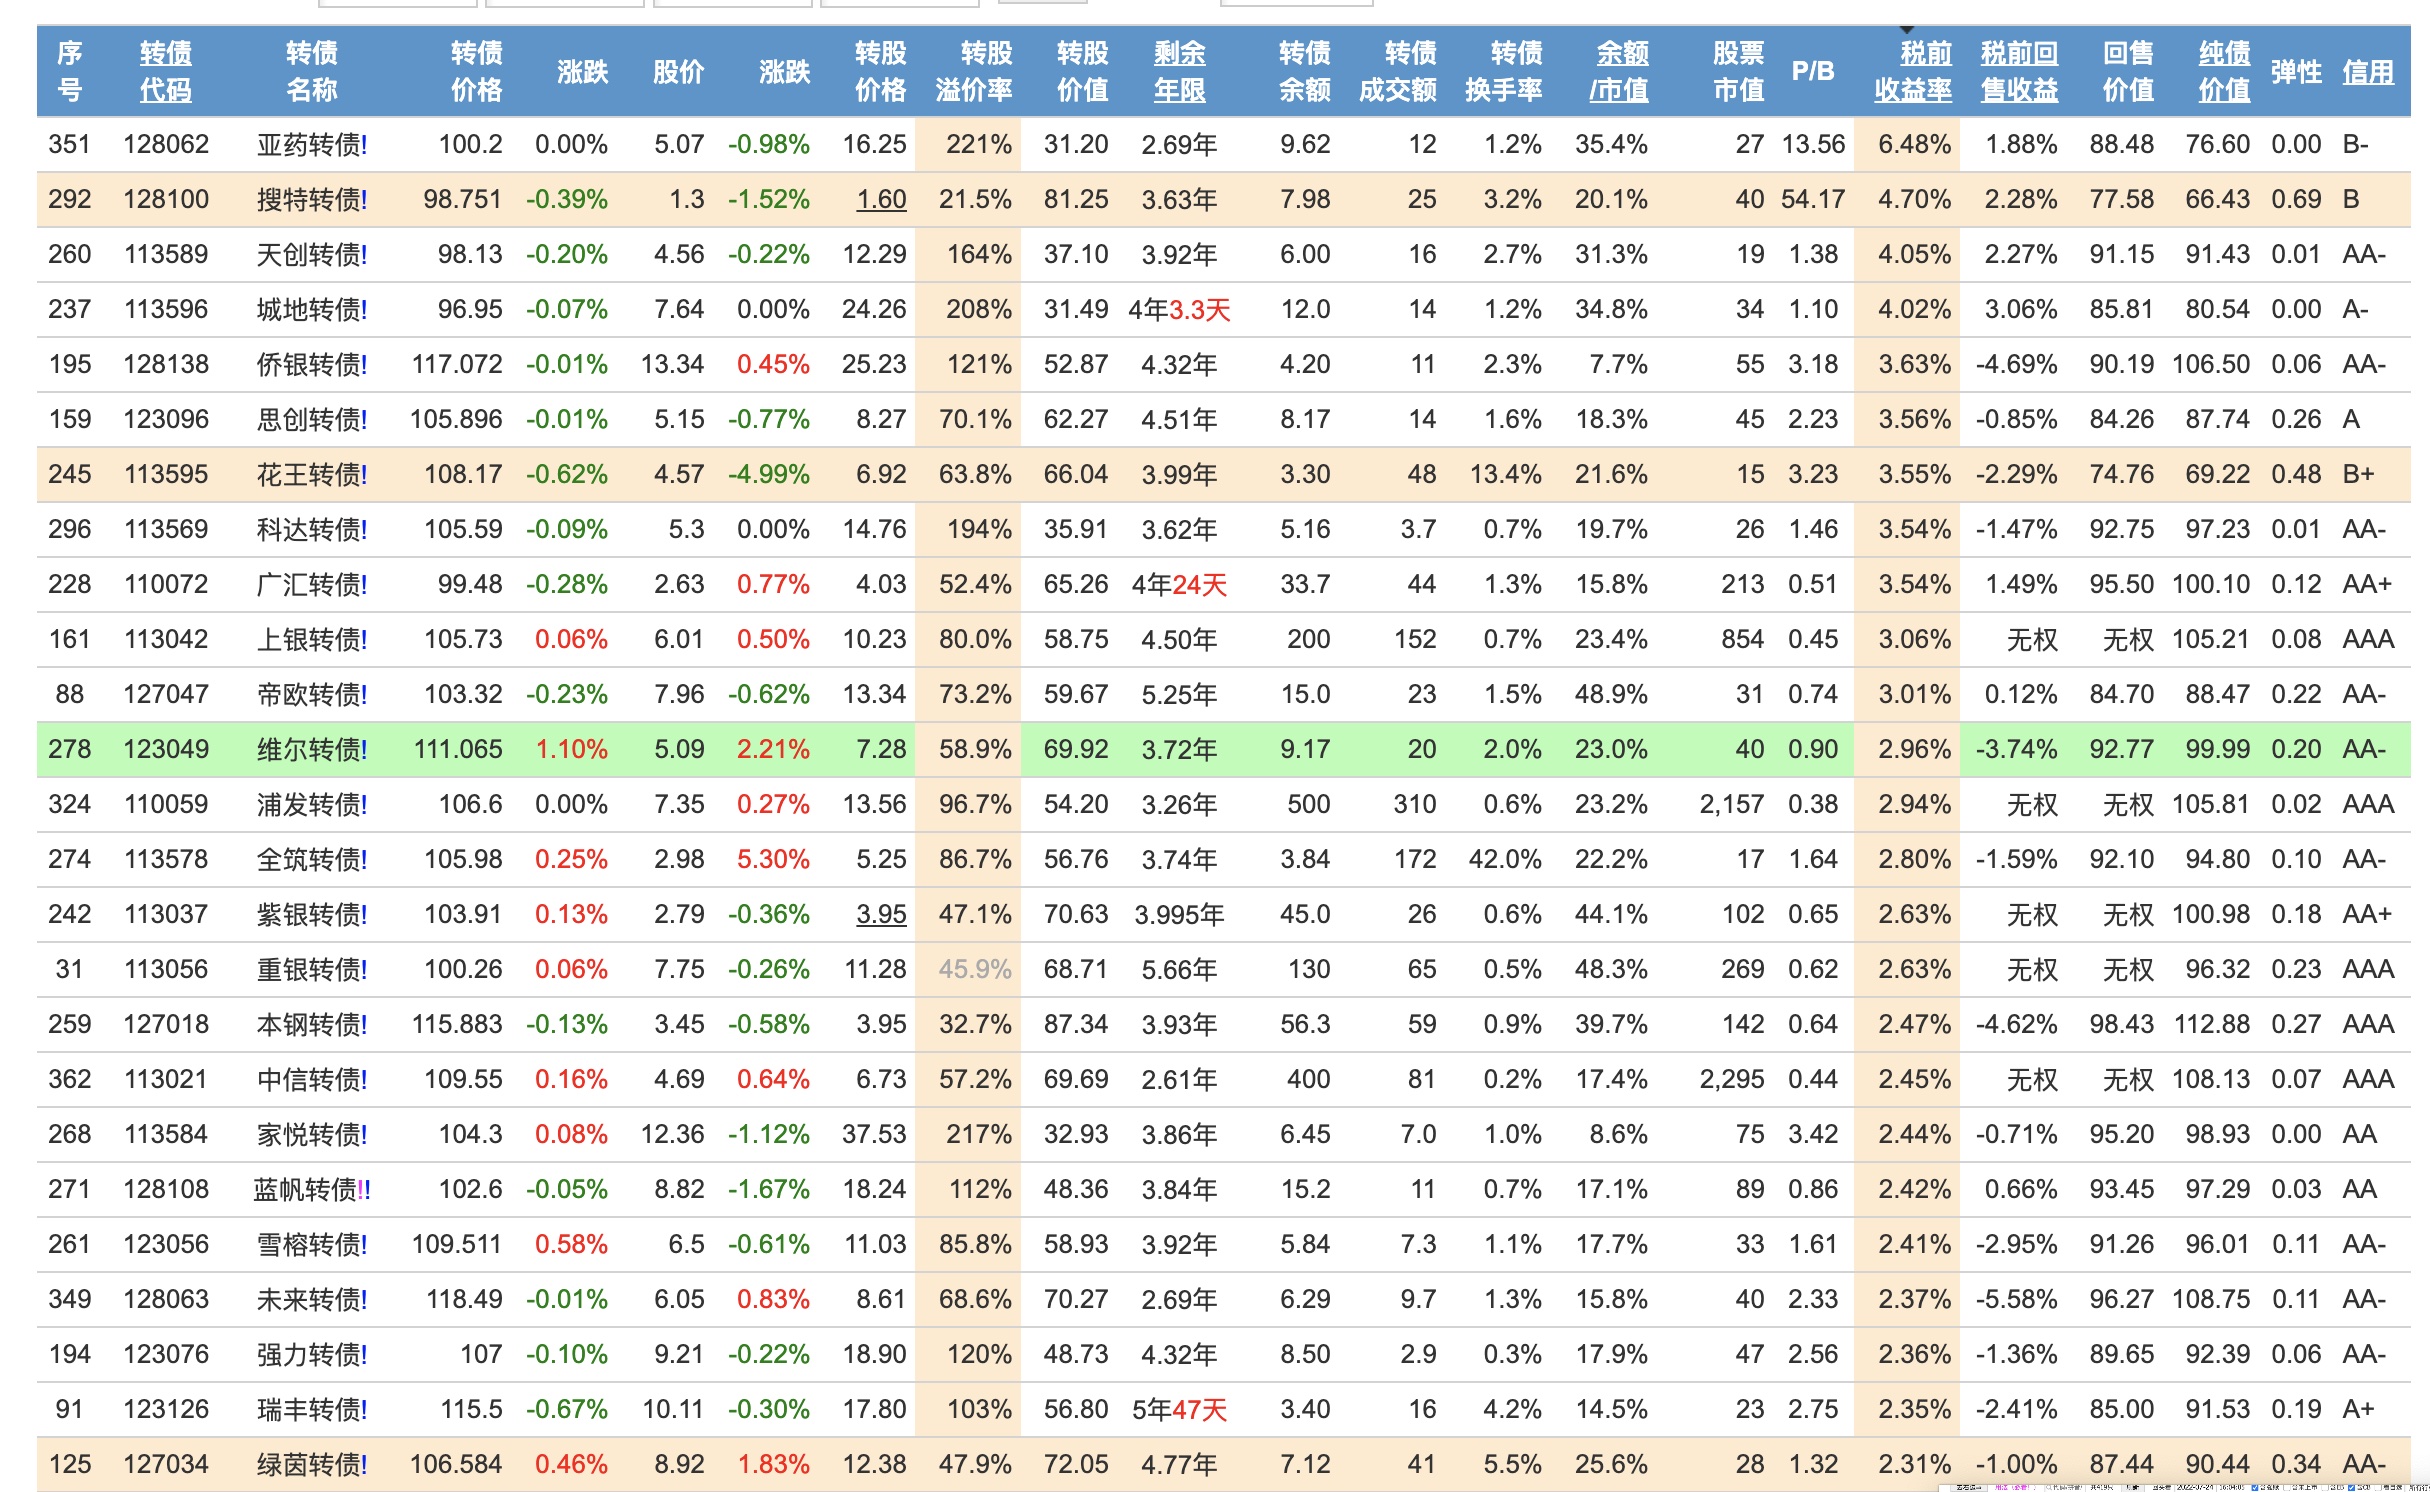 序号 转债代码 转债名称 转债价格 涨跌 股价 涨跌 转股价格 转股溢价率 转股价值 剩余年限 转债余额 转债成交额 转债换手率 余额/市值 股票市值 P/B 税前收益率 税前回售收益 回售价值 纯债价值 弹性 信用
351 128062 亚药转债! 100.2 0.00% 5.07 -0.98% 16.25 221% 31.20 2.69年 9.62 12 1.2% 35.4% 27 13.56 6.48% 1.88% 88.48 76.60 0.00 B-
292 128100 搜特转债! 98.751 -0.39% 1.3 -1.52% 1.60 21.5% 81.25 3.63年 7.98 25 3.2% 20.1% 40 54.17 4.70% 2.28% 77.58 66.43 0.69 B
260 113589 天创转债! 98.13 -0.20% 4.56 -0.22% 12.29 164% 37.10 3.92年 6.00 16 2.7% 31.3% 19 1.38 4.05% 2.27% 91.15 91.43 0.01 AA-
237 113596 城地转债! 96.95 -0.07% 7.64 0.00% 24.26 208% 31.49 4年3.3天 12.0 14 1.2% 34.8% 34 1.10 4.02% 3.06% 85.81 80.54 0.00 A-
195 128138 侨银转债! 117.072 -0.01% 13.34 0.45% 25.23 121% 52.87 4.32年 4.20 11 2.3% 7.7% 55 3.18 3.63% -4.69% 90.19 106.50 0.06 AA-
159 123096 思创转债! 105.896 -0.01% 5.15 -0.77% 8.27 70.1% 62.27 4.51年 8.17 14 1.6% 18.3% 45 2.23 3.56% -0.85% 84.26 87.74 0.26 A
245 113595 花王转债! 108.17 -0.62% 4.57 -4.99% 6.92 63.8% 66.04 3.99年 3.30 48 13.4% 21.6% 15 3.23 3.55% -2.29% 74.76 69.22 0.48 B+
296 113569 科达转债! 105.59 -0.09% 5.3 0.00% 14.76 194% 35.91 3.62年 5.16 3.7 0.7% 19.7% 26 1.46 3.54% -1.47% 92.75 97.23 0.01 AA-
228 110072 广汇转债! 99.48 -0.28% 2.63 0.77% 4.03 52.4% 65.26 4年24天 33.7 44 1.3% 15.8% 213 0.51 3.54% 1.49% 95.50 100.10 0.12 AA+
161 113042 上银转债! 105.73 0.06% 6.01 0.50% 10.23 80.0% 58.75 4.50年 200 152 0.7% 23.4% 854 0.45 3.06% 无权 无权 105.21 0.08 AAA
88 127047 帝欧转债! 103.32 -0.23% 7.96 -0.62% 13.34 73.2% 59.67 5.25年 15.0 23 1.5% 48.9% 31 0.74 3.01% 0.12% 84.70 88.47 0.22 AA-
278 123049 维尔转债! 111.065 1.10% 5.09 2.21% 7.28 58.9% 69.92 3.72年 9.17 20 2.0% 23.0% 40 0.90 2.96% -3.74% 92.77 99.99 0.20 AA-
324 110059 浦发转债! 106.6 0.00% 7.35 0.27% 13.56 96.7% 54.20 3.26年 500 310 0.6% 23.2% 2,157 0.38 2.94% 无权 无权 105.81 0.02 AAA
274 113578 全筑转债! 105.98 0.25% 2.98 5.30% 5.25 86.7% 56.76 3.74年 3.84 172 42.0% 22.2% 17 1.64 2.80% -1.59% 92.10 94.80 0.10 AA-
242 113037 紫银转债! 103.91 0.13% 2.79 -0.36% 3.95 47.1% 70.63 3.995年 45.0 26 0.6% 44.1% 102 0.65 2.63% 无权 无权 100.98 0.18 AA+
31 113056 重银转债! 100.26 0.06% 7.75 -0.26% 11.28 45.9% 68.71 5.66年 130 65 0.5% 48.3% 269 0.62 2.63% 无权 无权 96.32 0.23 AAA
259 127018 本钢转债! 115.883 -0.13% 3.45 -0.58% 3.95 32.7% 87.34 3.93年 56.3 59 0.9% 39.7% 142 0.64 2.47% -4.62% 98.43 112.88 0.27 AAA
362 113021 中信转债! 109.55 0.16% 4.69 0.64% 6.73 57.2% 69.69 2.61年 400 81 0.2% 17.4% 2,295 0.44 2.45% 无权 无权 108.13 0.07 AAA
268 113584 家悦转债! 104.3 0.08% 12.36 -1.12% 37.53 217% 32.93 3.86年 6.45 7.0 1.0% 8.6% 75 3.42 2.44% -0.71% 95.20 98.93 0.00 AA
271 128108 蓝帆转债!! 102.6 -0.05% 8.82 -1.67% 18.24 112% 48.36 3.84年 15.2 11 0.7% 17.1% 89 0.86 2.42% 0.66% 93.45 97.29 0.03 AA
261 123056 雪榕转债! 109.511 0.58% 6.5 -0.61% 11.03 85.8% 58.93 3.92年 5.84 7.3 1.1% 17.7% 33 1.61 2.41% -2.95% 91.26 96.01 0.11 AA-
349 128063 未来转债! 118.49 -0.01% 6.05 0.83% 8.61 68.6% 70.27 2.69年 6.29 9.7 1.3% 15.8% 40 2.33 2.37% -5.58% 96.27 108.75 0.11 AA-
194 123076 强力转债! 107 -0.10% 9.21 -0.22% 18.90 120% 48.73 4.32年 8.50 2.9 0.3% 17.9% 47 2.56 2.36% -1.36% 89.65 92.39 0.06 AA-
91 123126 瑞丰转债! 115.5 -0.67% 10.11 -0.30% 17.80 103% 56.80 5年47天 3.40 16 4.2% 14.5% 23 2.75 2.35% -2.41% 85.00 91.53 0.19 A+
125 127034 绿茵转债! 106.584 0.46% 8.92 1.83% 12.38 47.9% 72.05 4.77年 7.12 41 5.5% 25.6% 28 1.32 2.31% -1.00% 87.44 90.44 0.34 AA-